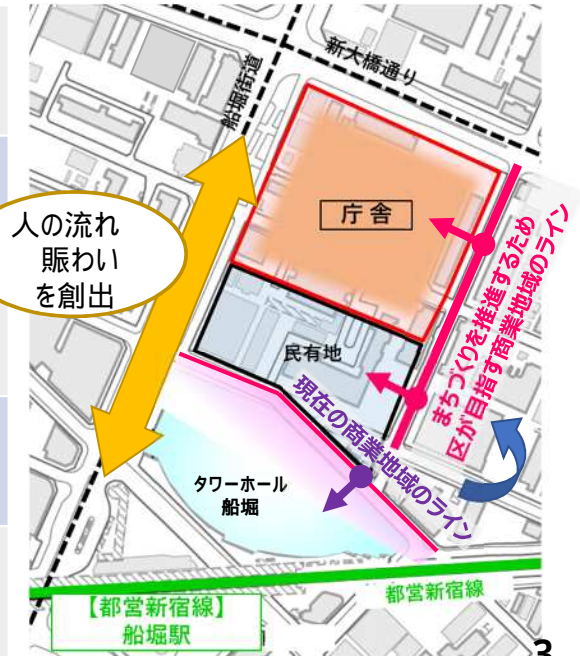 新大橋通り
船堀街道
人の流れ
賑わい
を創出
庁舎
まちづくりを推進するため
区が目指す商業地域のライン
民有地
現在の商業地域のライン
タワーホール
船堀
都営新宿線
【都営新宿線】
船堀駅
3